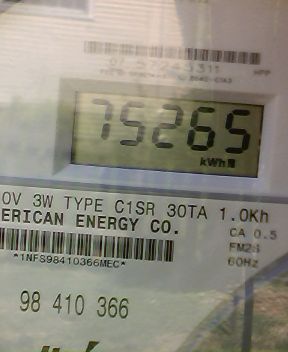 75265
kWh
0V 3W TYPE C1SR 30TA 1.0Kh
ERICAN ENERGY CO.
CA 0.5
FM2S
60Hz
*1NFS98410366MEC*
98 410 366